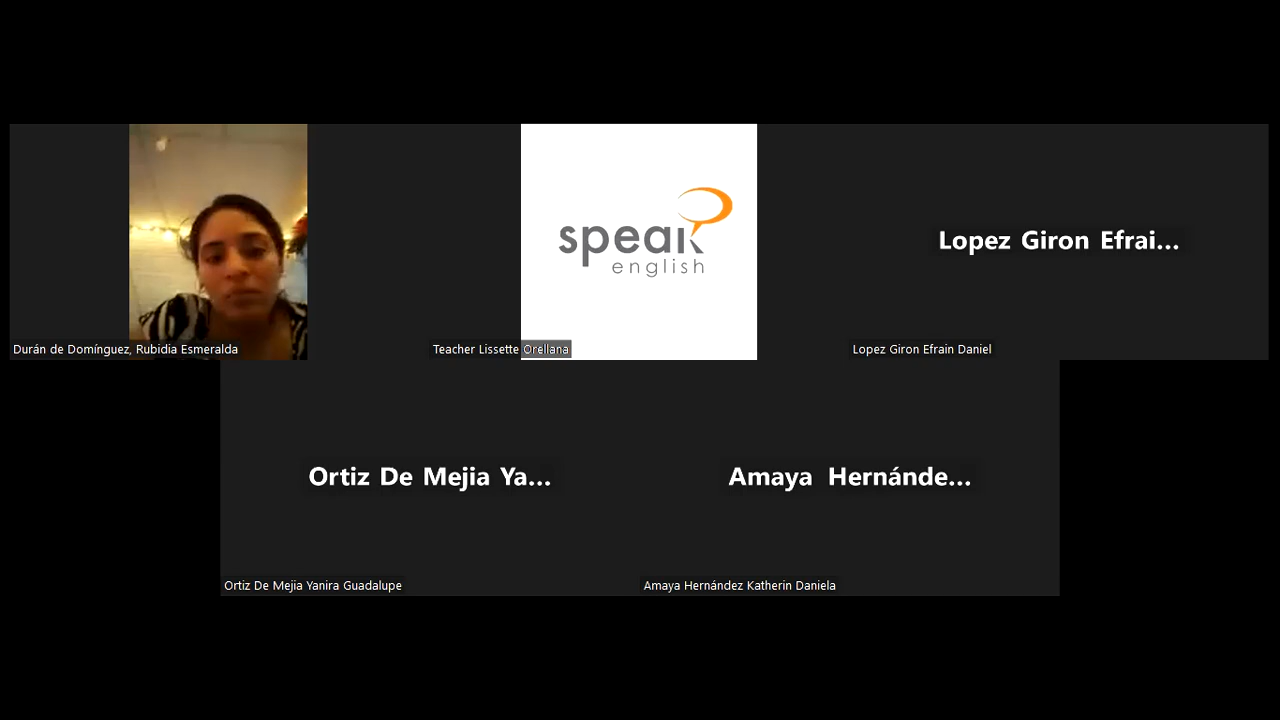 speak
english
Lopez Giron Efrai...
Durán de Domínguez, Rubidia Esmeralda
Teacher Lissette Orellana
Lopez Giron Efrain Daniel
Ortiz De Mejia Ya...
Amaya Hernánde...
Ortiz De Mejia Yanira Guadalupe
Amaya Hernández Katherin Daniela